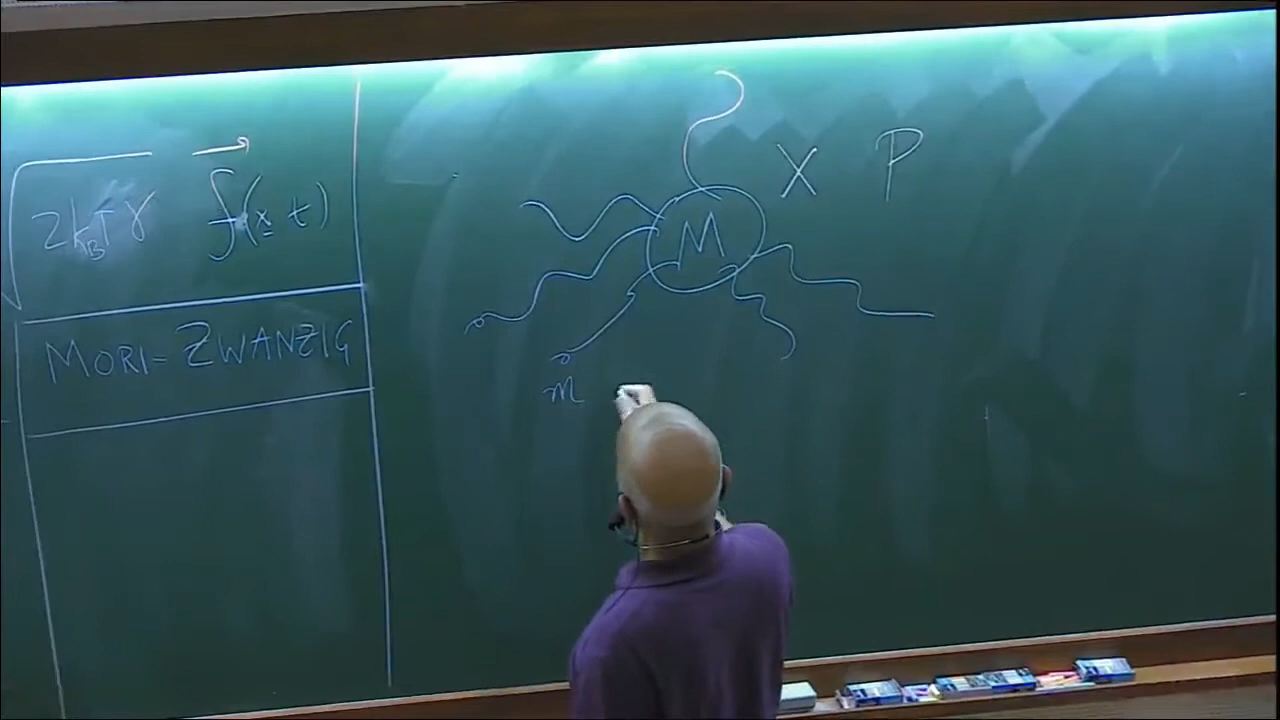 √2k_BTγ f⃗(x t)
MORI-ZWANZIG
X P
M
m